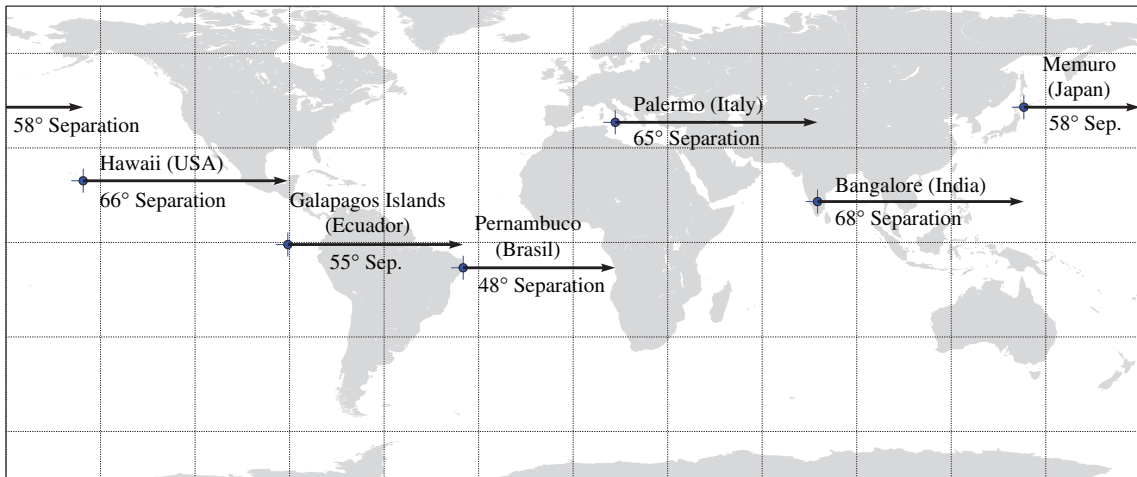 Memuro
(Japan)
58° Sep.
58° Separation
Palermo (Italy)
65° Separation
Hawaii (USA)
66° Separation
Bangalore (India)
68° Separation
Galapagos Islands
(Ecuador)
55° Sep.
Pernambuco
(Brasil)
48° Separation